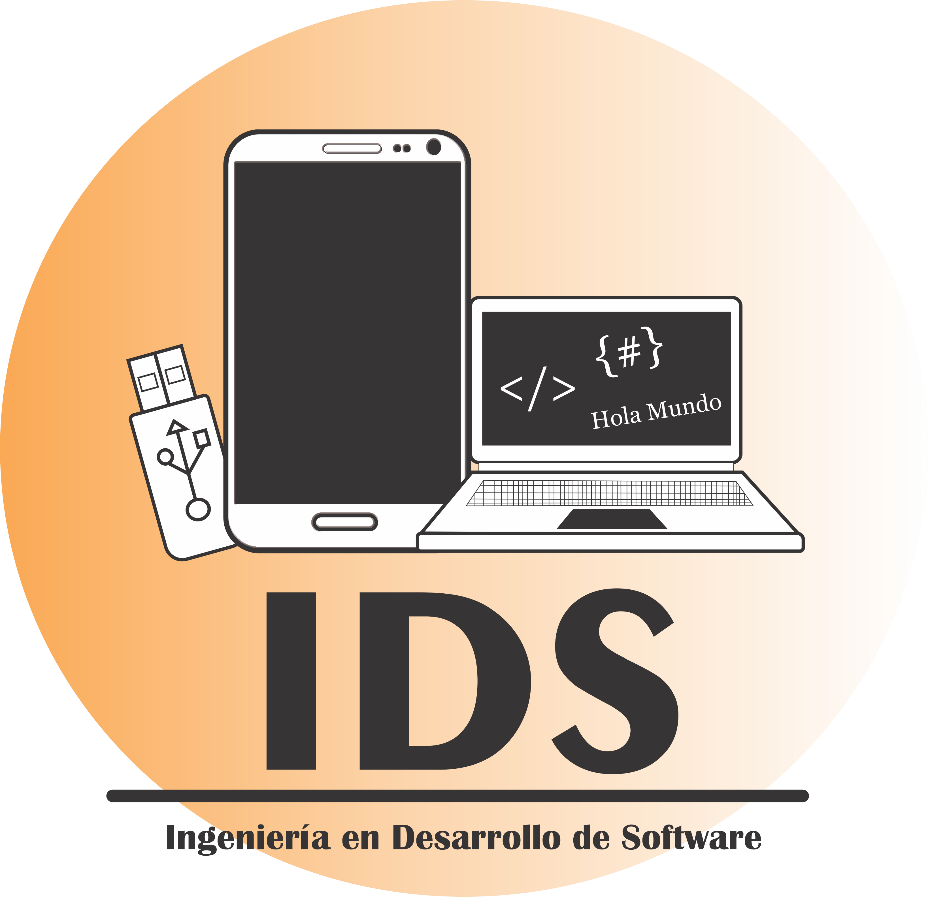 {#}
</>
Hola Mundo
IDS
Ingeniería en Desarrollo de Software